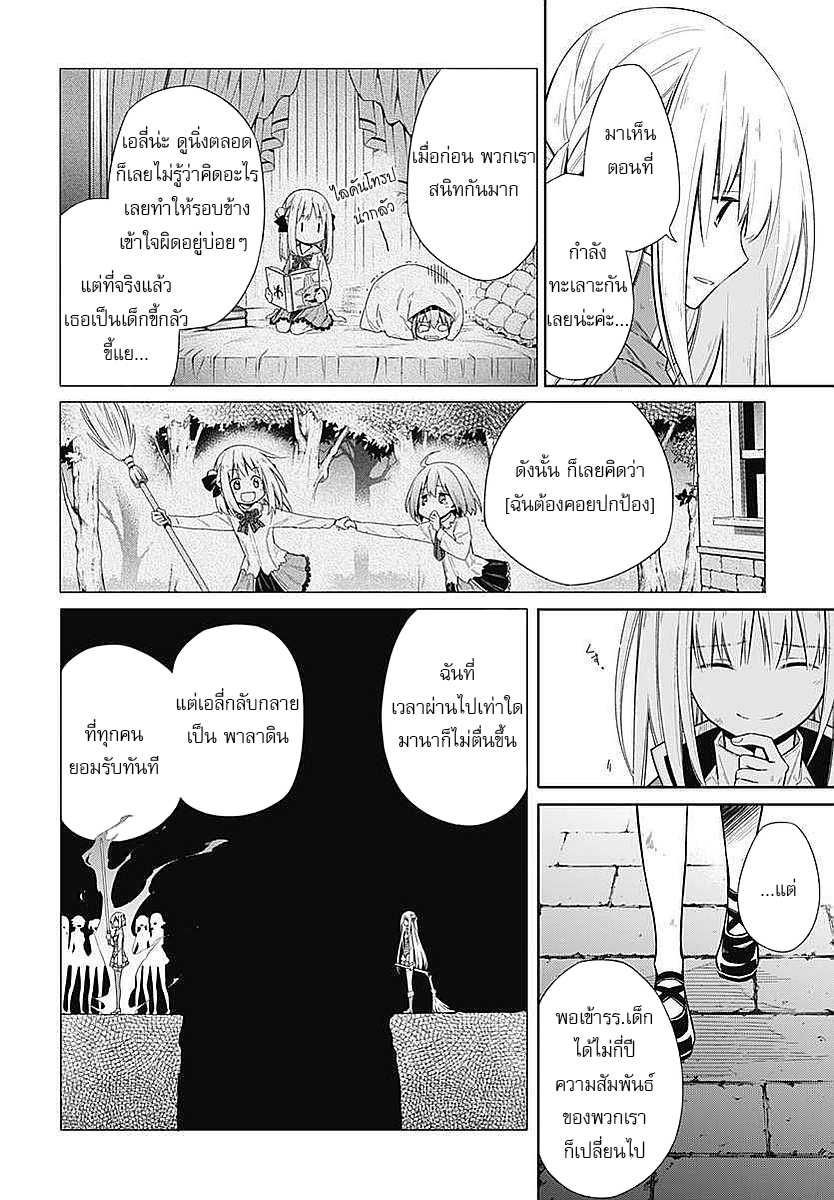 มาเห็น
ตอนที่
กำลัง
ทะเลาะกัน
เลยน่ะค่ะ...
เมื่อก่อน พวกเรา
สนิทกันมาก
ไลคันโทรป
น่ากลัว
เอลี่น่ะ ดูนิ่งตลอด
ก็เลยไม่รู้ว่าคิดอะไร
เลยทำให้รอบข้าง
เข้าใจผิดอยู่บ่อยๆ
แต่ที่จริงแล้ว
เธอเป็นเด็กขี้กลัว
ขี้แย...
ดังนั้น ก็เลยคิดว่า
[ฉันต้องคอยปกป้อง]
...แต่
พอเข้ารร.เด็ก
ได้ไม่กี่ปี
ความสัมพันธ์
ของพวกเรา
ก็เปลี่ยนไป
ฉันที่
เวลาผ่านไปเท่าใด
มานาก็ไม่ตื่นขึ้น
แต่เอลี่กลับกลาย
เป็น พาลาดิน
ที่ทุกคน
ยอมรับทันที